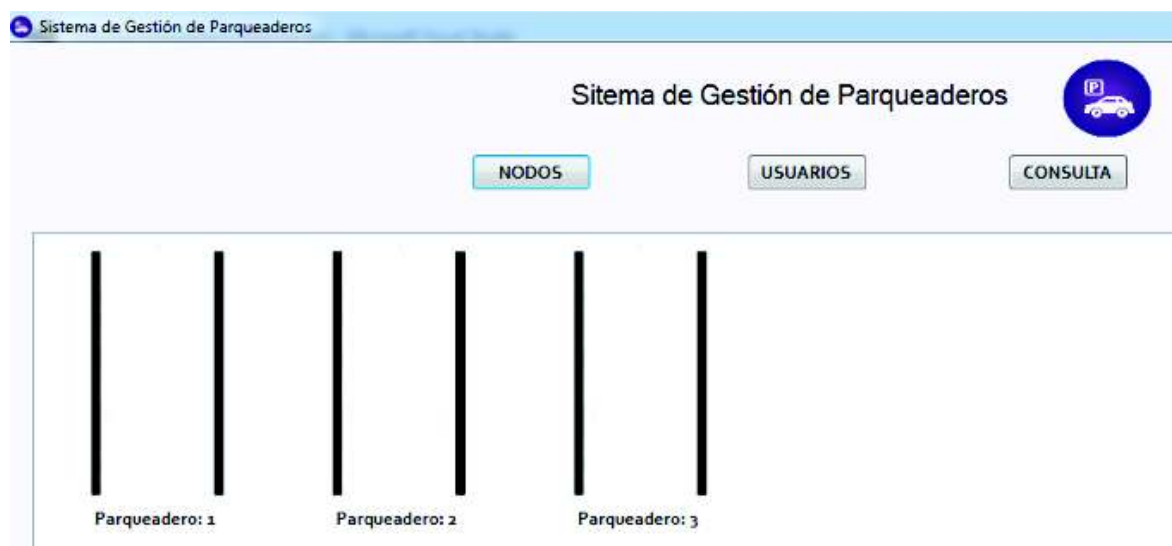 Sistema de Gestión de Parqueaderos
Sitema de Gestión de Parqueaderos
P
NODOS USUARIOS CONSULTA
Parqueadero: 1 Parqueadero: 2 Parqueadero: 3